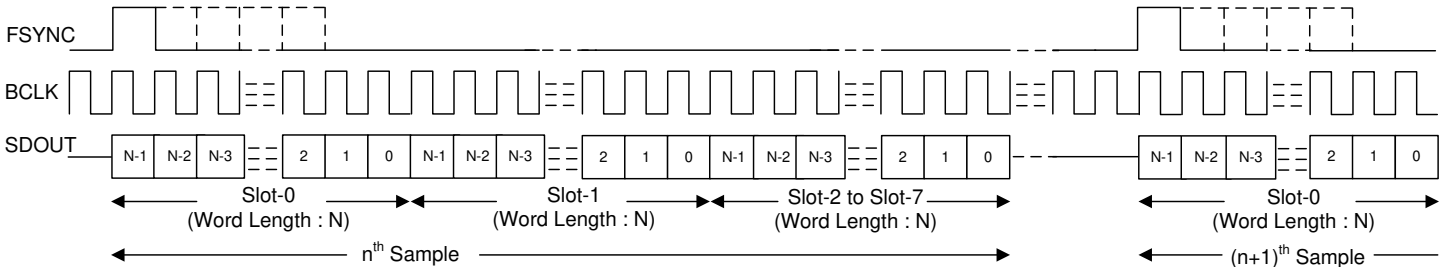 FSYNC
BCLK
SDOUT
N-1 N-2 N-3 2 1 0 N-1 N-2 N-3 2 1 0 N-1 N-2 N-3 2 1 0 N-1 N-2 N-3 2 1 0
Slot-0 Slot-1 Slot-2 to Slot-7 Slot-0
(Word Length : N) (Word Length : N) (Word Length : N) (Word Length : N)
nth Sample (n+1)th Sample